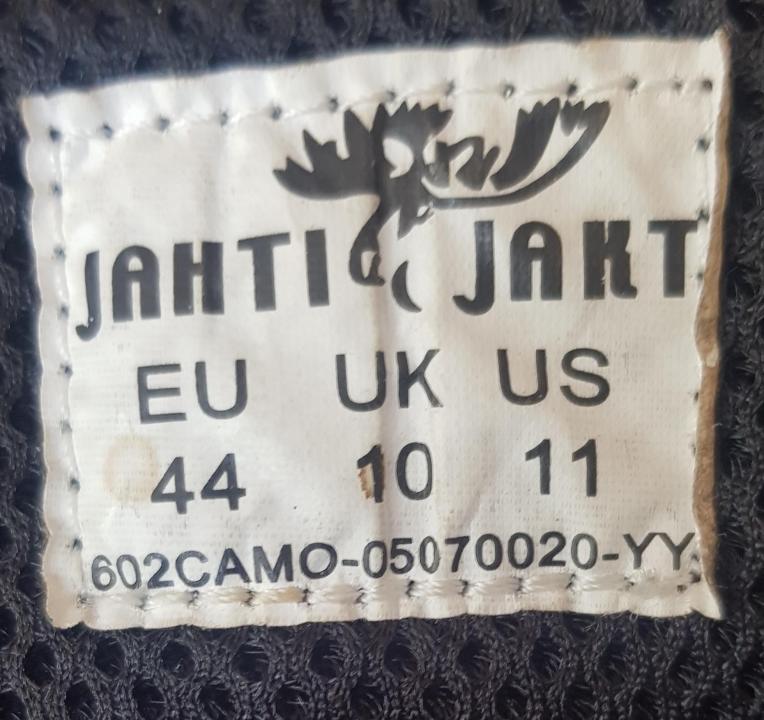 JAHTI JAKT
EU UK US
44 10 11
602CAMO-05070020-YY